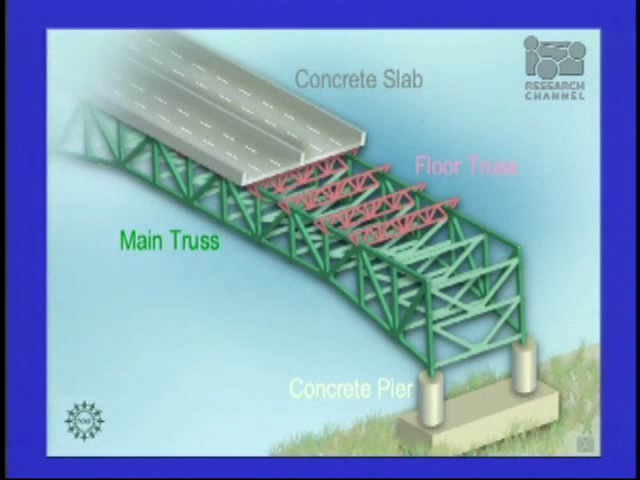 Concrete Slab
RESEARCH
CHANNEL
Floor Truss
Main Truss
Concrete Pier